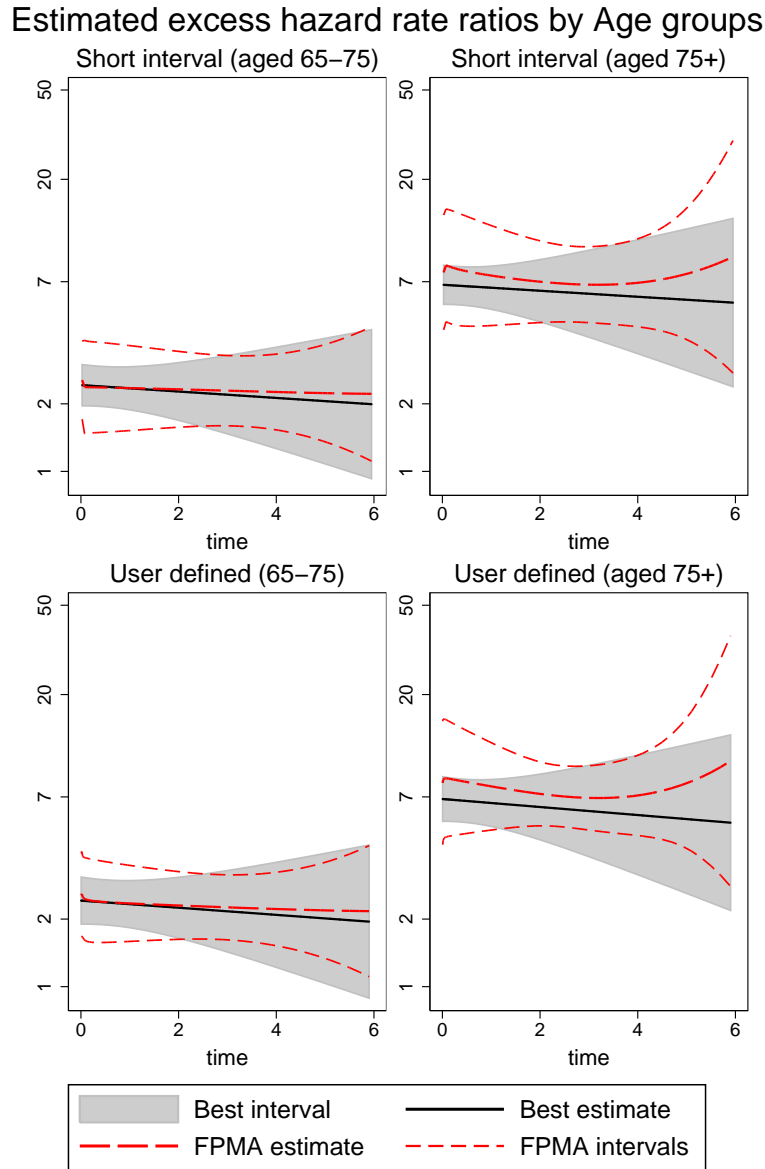 Estimated excess hazard rate ratios by Age groups
Short interval (aged 65−75)
50
20
7
2
1
0 2 4 6
time
Short interval (aged 75+)
50
20
7
2
1
0 2 4 6
time
User defined (65−75)
50
20
7
2
1
0 2 4 6
time
User defined (aged 75+)
50
20
7
2
1
0 2 4 6
time
Best interval Best estimate
FPMA estimate FPMA intervals